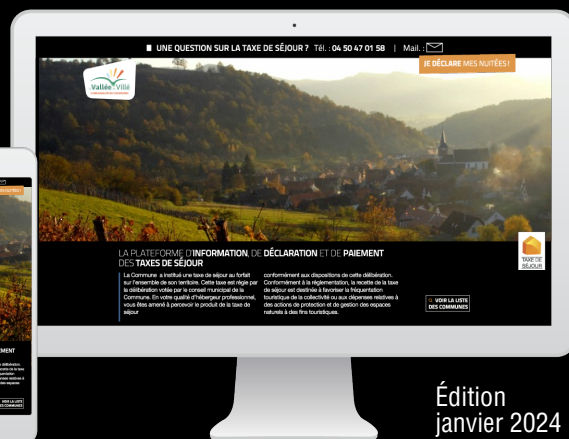 UNE QUESTION SUR LA TAXE DE SÉJOUR ? Tél. : 04 50 47 01 58 | Mail. :
JE DÉCLARE MES NUITÉES !
Vallée de Villé
LA PLATEFORME D'INFORMATION, DE DÉCLARATION ET DE PAIEMENT
DES TAXES DE SÉJOUR
La Commune a institué une taxe de séjour au forfait
sur l'ensemble de son territoire. Cette taxe est régie par
la délibération votée par le conseil municipal de la
Commune. En votre qualité d'hébergeur professionnel,
vous êtes amené à percevoir le produit de la taxe de
séjour
conformément aux dispositions de cette délibération.
Conformément à la réglementation, la recette de la taxe
de séjour est destinée à favoriser la fréquentation
touristique de la collectivité ou aux dépenses relatives à
des actions de protection et de gestion des espaces
naturels à des fins touristiques.
TAXE DE
SÉJOUR
VOIR LA LISTE
DES COMMUNES
Édition
janvier 2024